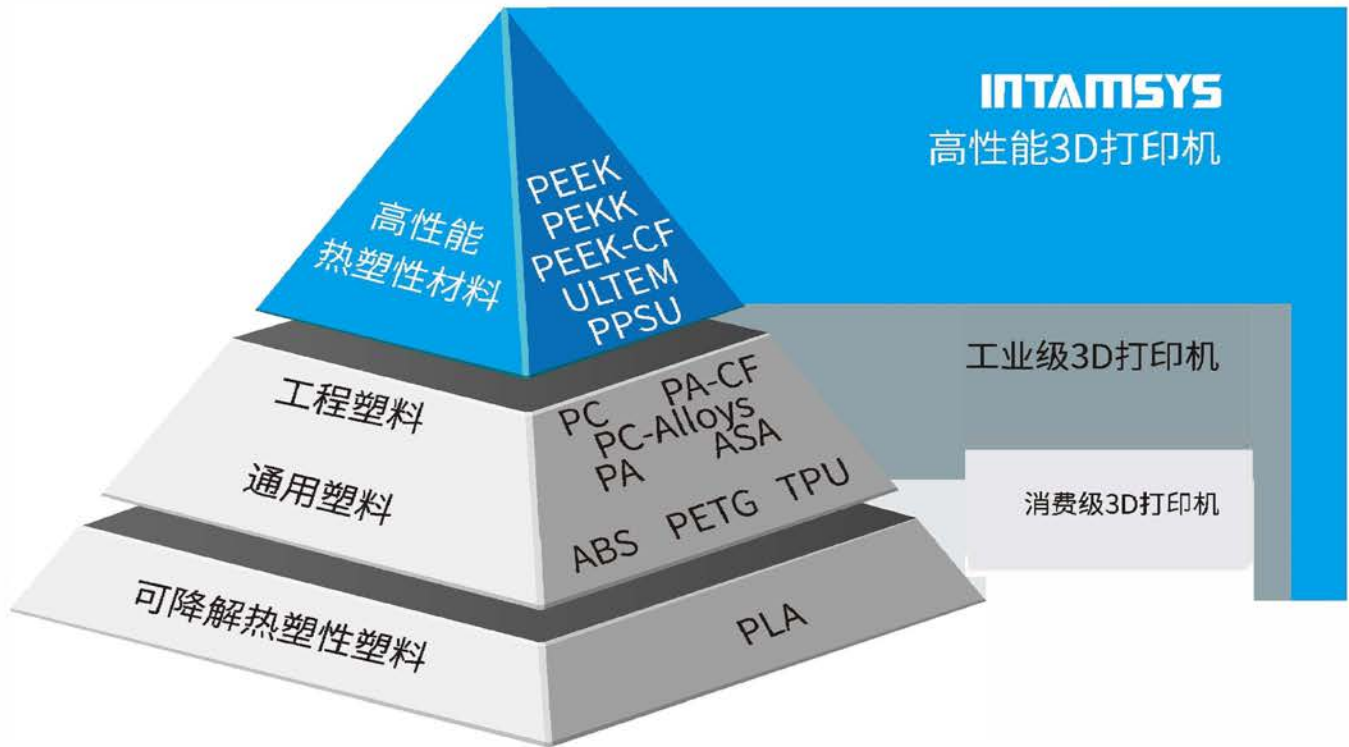 INTAMSYS
高性能3D打印机
高性能
热塑性材料
PEEK
PEKK
PEEK-CF
ULTEM
PPSU
工业级3D打印机
工程塑料
PC PA-CF
PC-Alloys
PA ASA
通用塑料
ABS PETG TPU
消费级3D打印机
可降解热塑性塑料
PLA